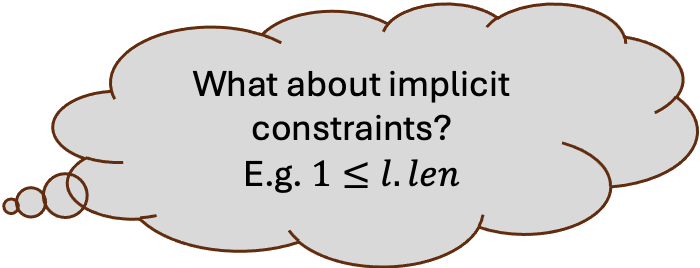 What about implicit
constraints?
E.g. 1 ≤ l.len